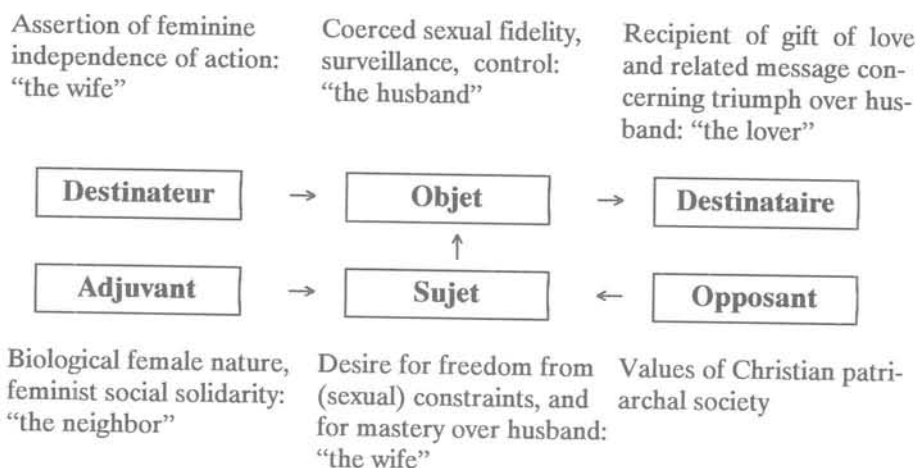 Assertion of feminine
independence of action:
“the wife”
Coerced sexual fidelity,
surveillance, control:
“the husband”
Recipient of gift of love
and related message con-
cerning triumph over hus-
band: “the lover”
Destinateur → Objet → Destinataire
↑
Adjuvant → Sujet ← Opposant
Biological female nature,
feminist social solidarity:
“the neighbor”
Desire for freedom from
(sexual) constraints, and
for mastery over husband:
“the wife”
Values of Christian patri-
archal society